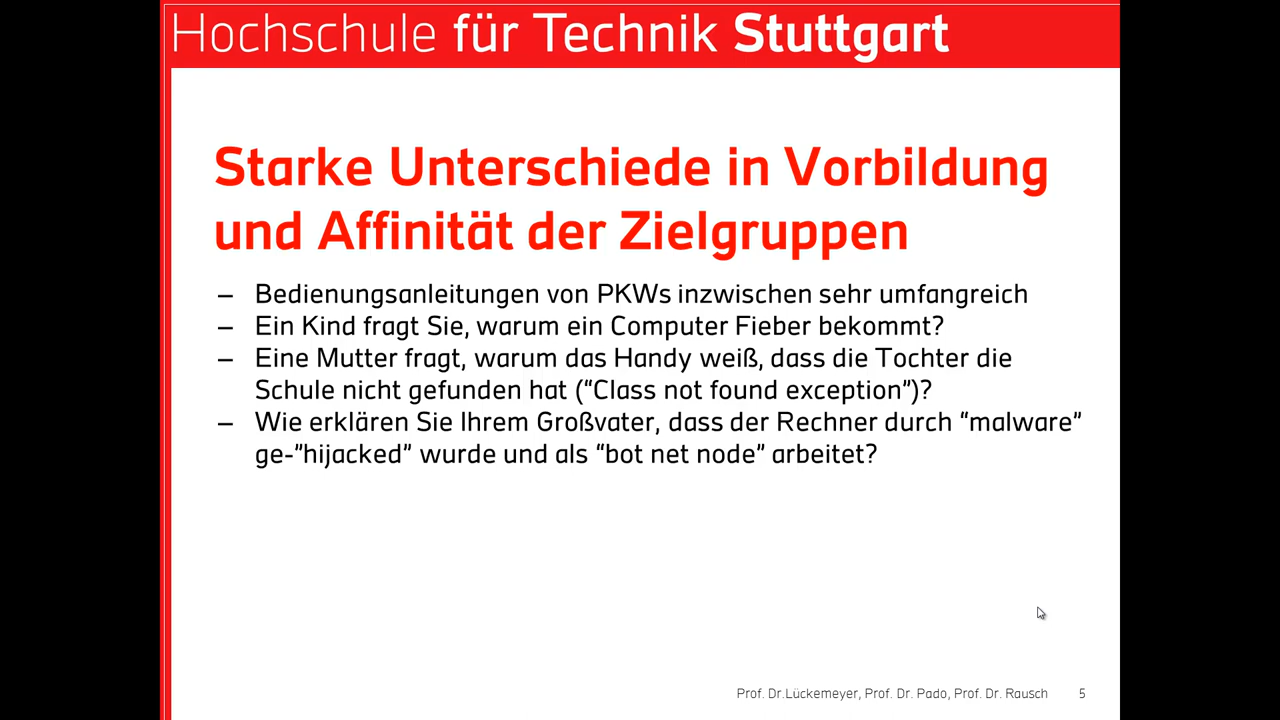 Hochschule für Technik Stuttgart
Starke Unterschiede in Vorbildung
und Affinität der Zielgruppen
– Bedienungsanleitungen von PKWs inzwischen sehr umfangreich
– Ein Kind fragt Sie, warum ein Computer Fieber bekommt?
– Eine Mutter fragt, warum das Handy weiß, dass die Tochter die
Schule nicht gefunden hat (“Class not found exception”)?
– Wie erklären Sie Ihrem Großvater, dass der Rechner durch “malware”
ge-”hijacked” wurde und als “bot net node” arbeitet?
Prof. Dr.Lückemeyer, Prof. Dr. Pado, Prof. Dr. Rausch 5